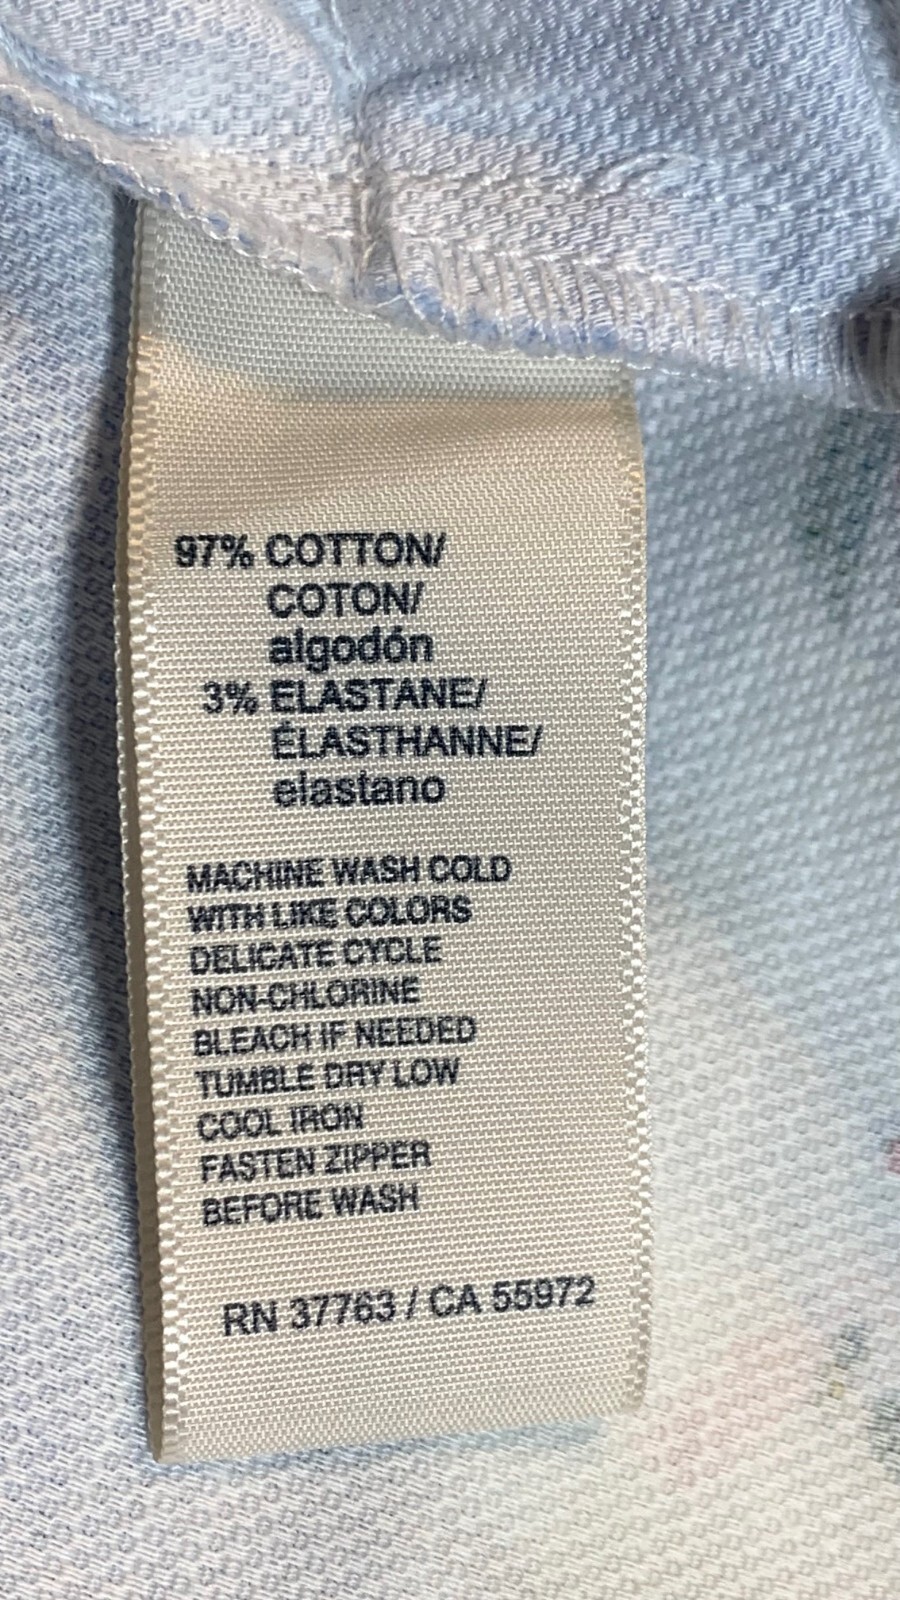 97% COTTON/
COTON/
algodón
3% ELASTANE/
ÉLASTHANNE/
elastano
MACHINE WASH COLD
WITH LIKE COLORS
DELICATE CYCLE
NON-CHLORINE
BLEACH IF NEEDED
TUMBLE DRY LOW
COOL IRON
FASTEN ZIPPER
BEFORE WASH
RN 37763 / CA 55972